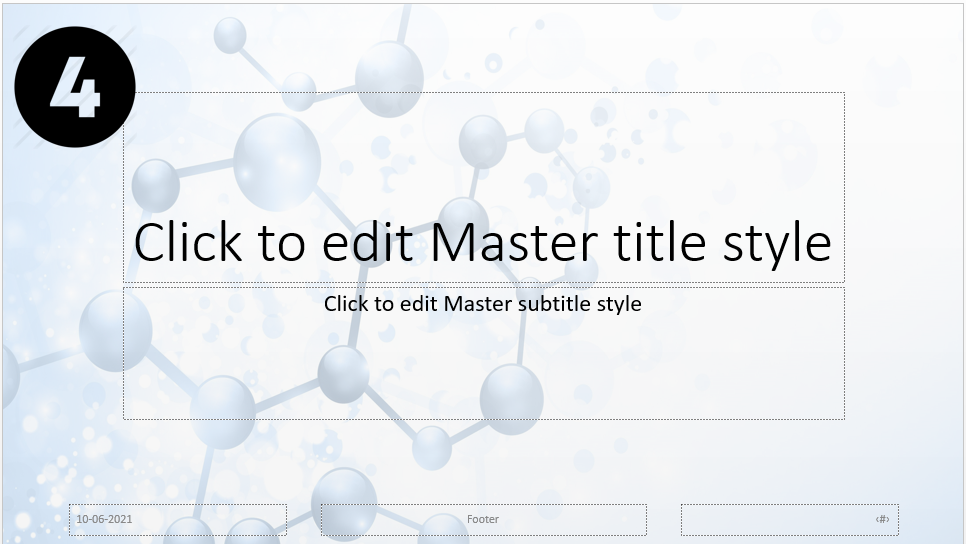 4
Click to edit Master title style
Click to edit Master subtitle style
10-06-2021
Footer
‹#›